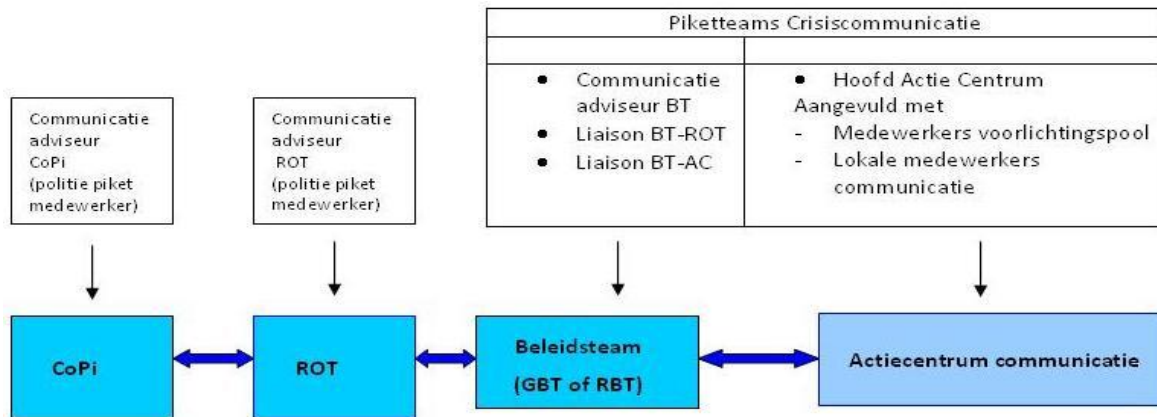 Piketteams Crisiscommunicatie
Communicatie
adviseur
CoPi
(politie piket
medewerker)
Communicatie
adviseur
ROT
(politie piket
medewerker)
● Communicatie
adviseur BT
● Liaison BT-ROT
● Liaison BT-AC
● Hoofd Actie Centrum
Aangevuld met
- Medewerkers voorlichtingspool
- Lokale medewerkers
communicatie
CoPi
ROT
Beleidsteam
(GBT of RBT)
Actiecentrum communicatie